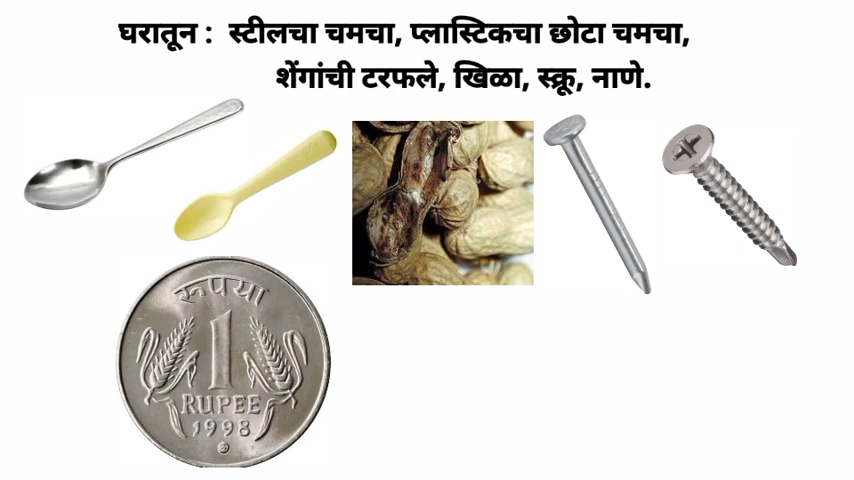 घरातून : स्टीलचा चमचा, प्लास्टिकचा छोटा चमचा,
शेंगांची टरफले, खिळा, स्क्रू, नाणे.
रूपया
1
RUPEE
1998